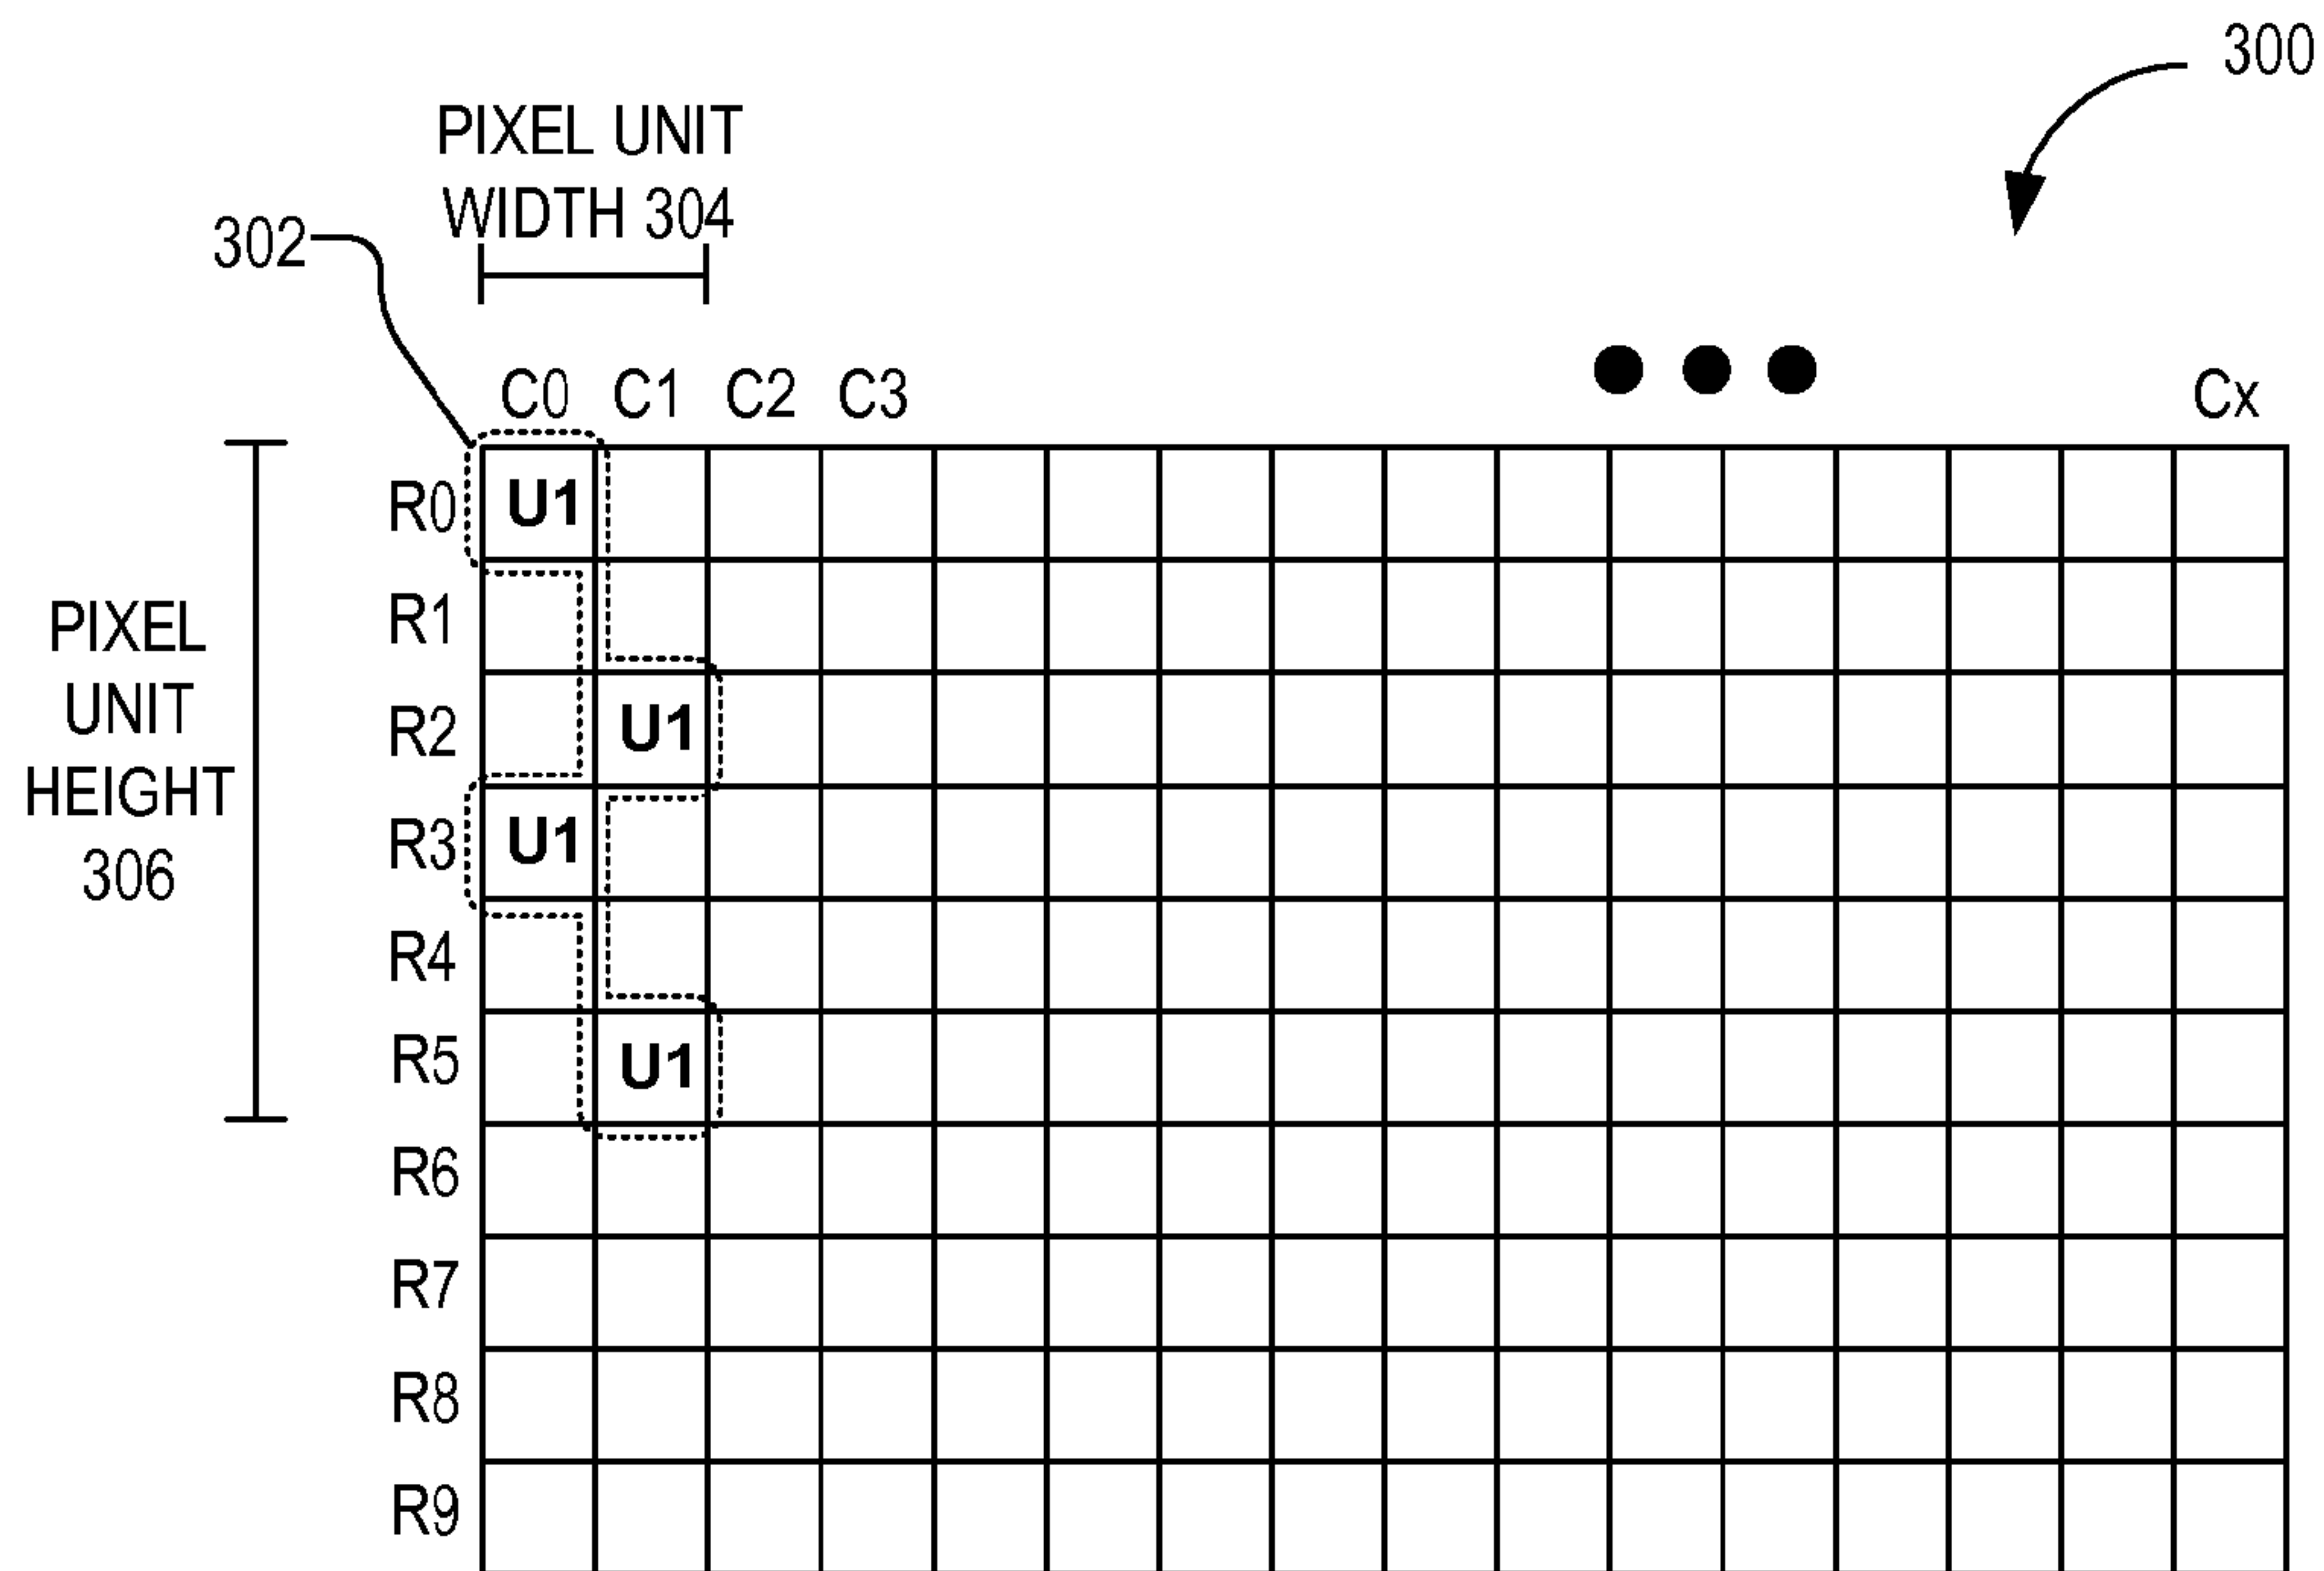 300
PIXEL UNIT
WIDTH 304
302
C0 C1 C2 C3 Cx
R0 U1
R1
R2 U1
R3 U1
R4
R5 U1
R6
R7
R8
R9
PIXEL
UNIT
HEIGHT
306